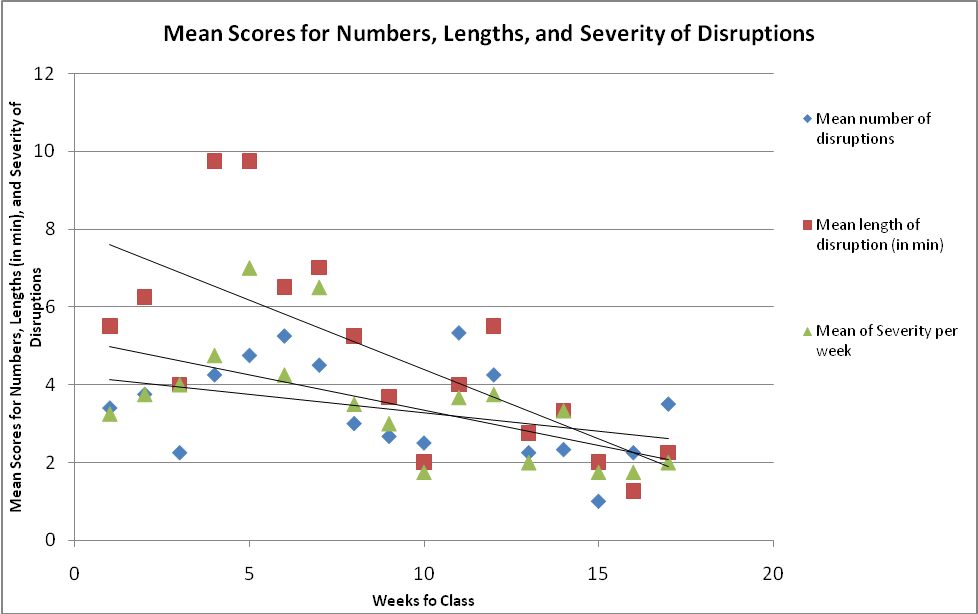 Mean Scores for Numbers, Lengths, and Severity of Disruptions
Mean Scores for Numbers, Lengths (in min), and Severity of
Disruptions
12
10
8
6
4
2
0
0
5
10
15
20
Weeks fo Class
Mean number of
disruptions
Mean length of
disruption (in min)
Mean of Severity per
week